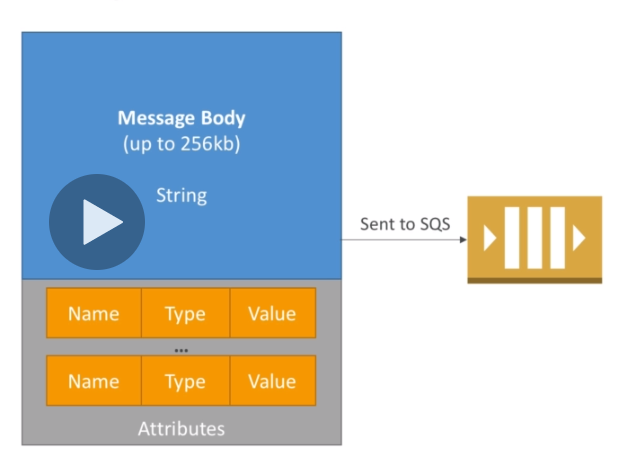 Message Body
(up to 256kb)
String
Sent to SQS
Name Type Value
...
Name Type Value
Attributes